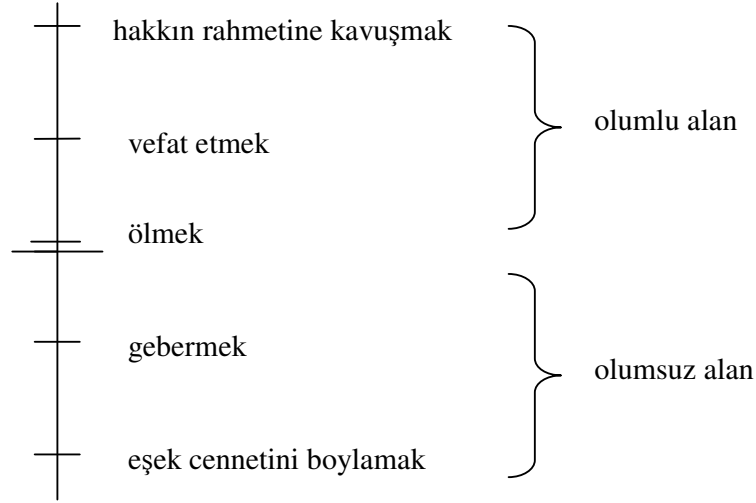 hakkın rahmetine kavuşmak
olumlu alan
vefat etmek
ölmek
gebermek
olumsuz alan
eşek cennetini boylamak